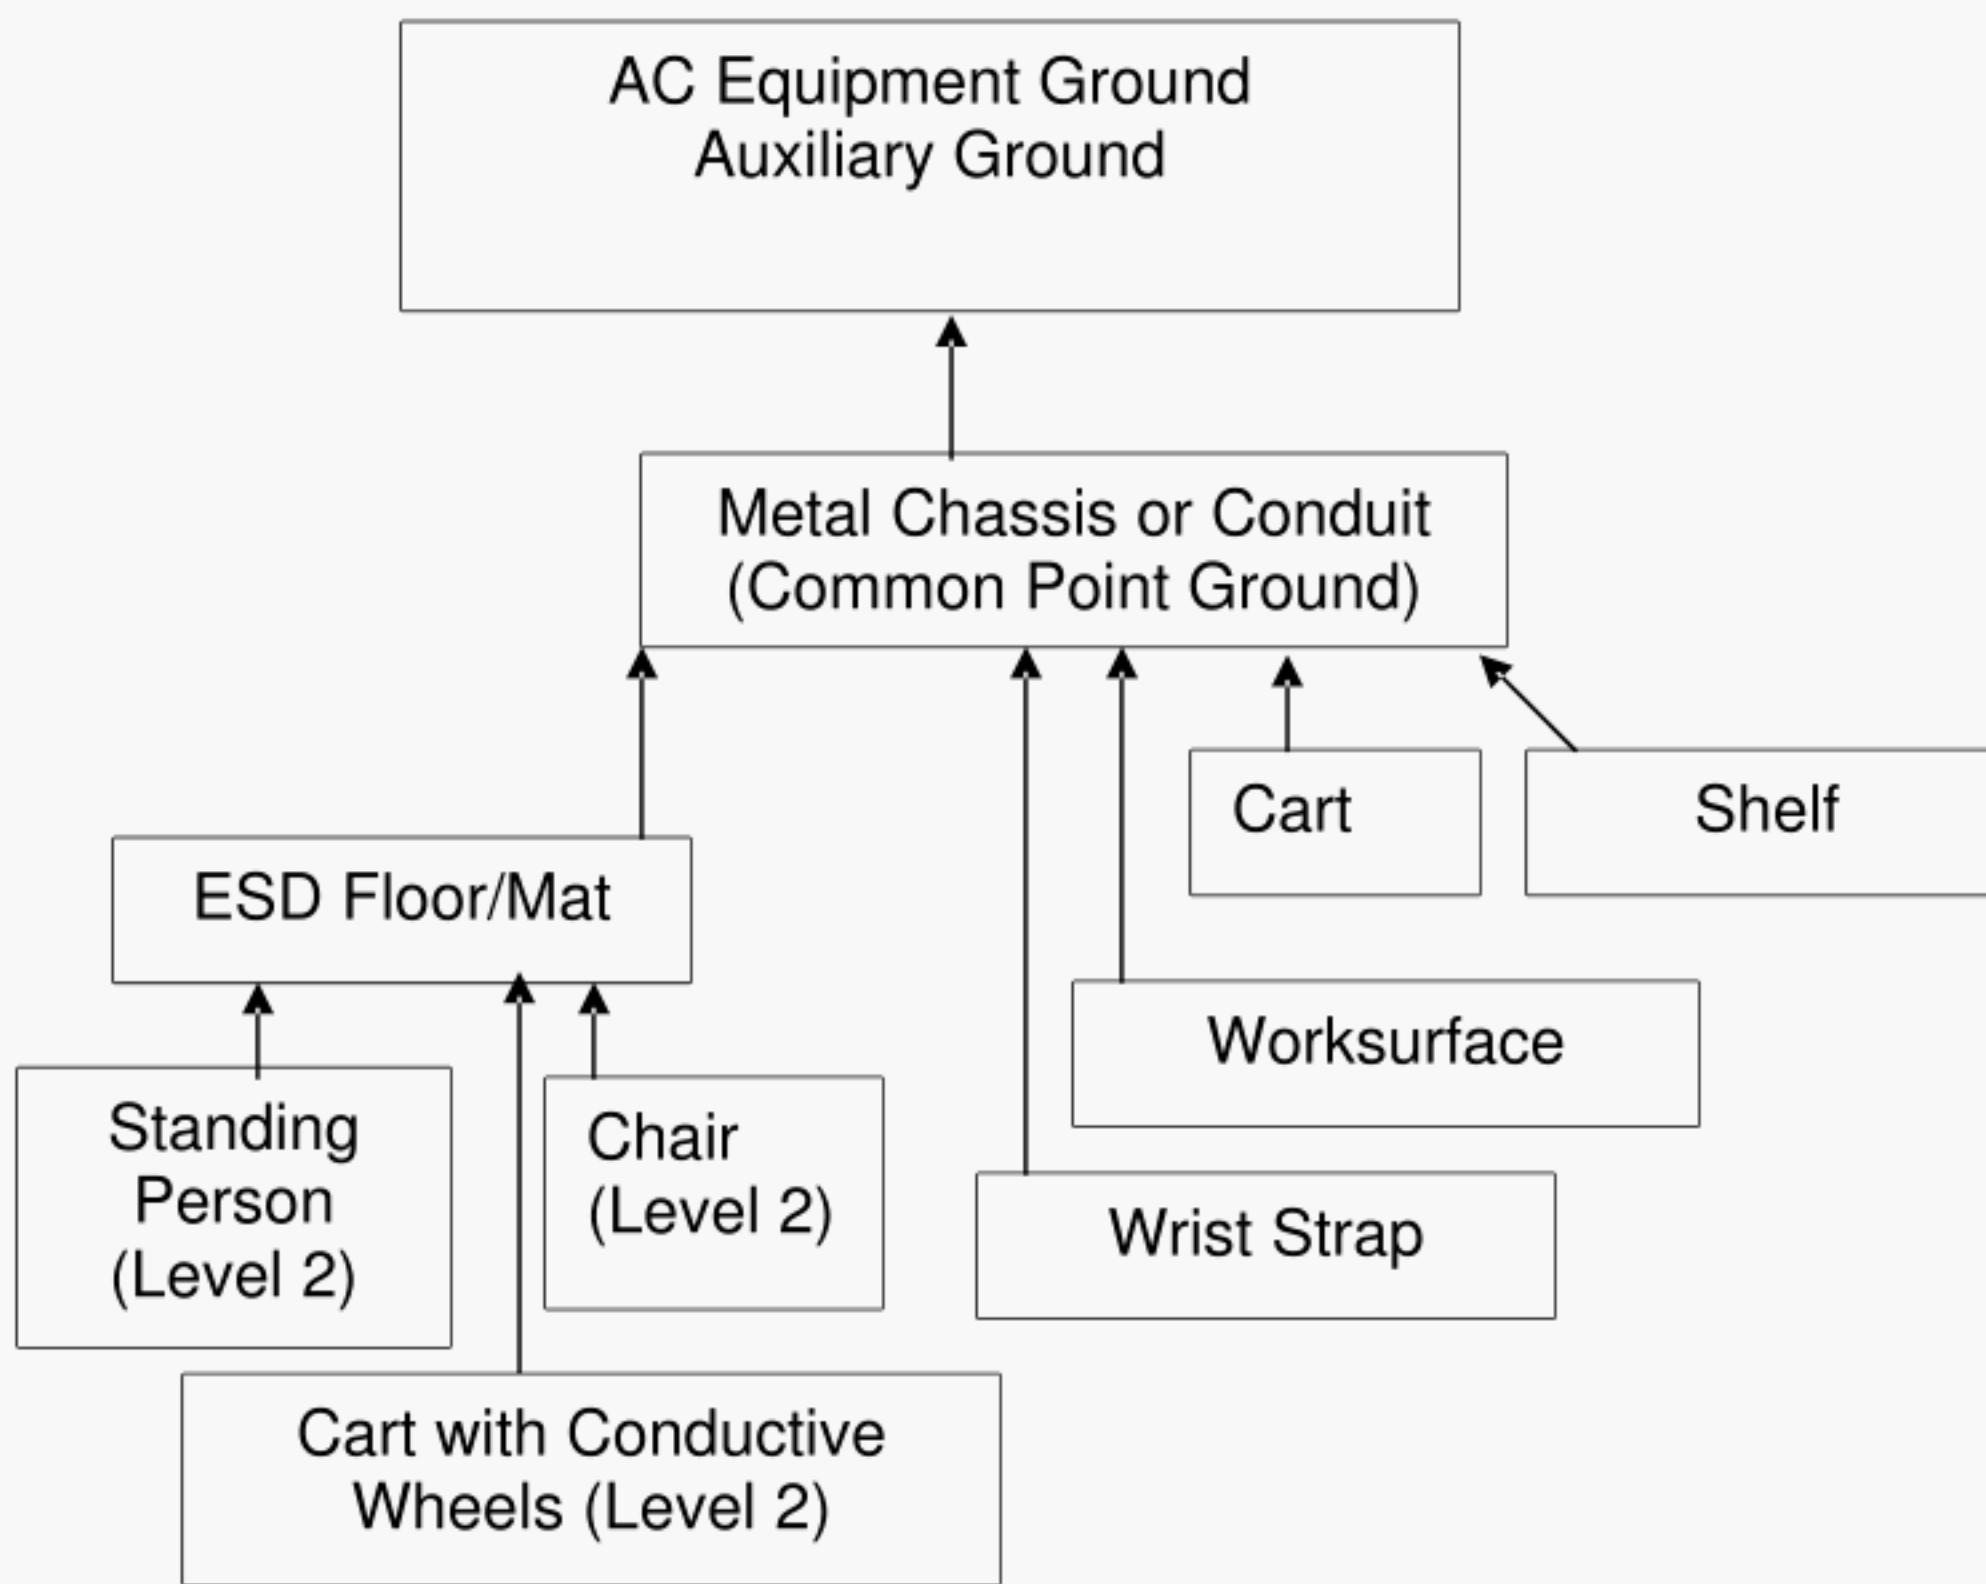 AC Equipment Ground
Auxiliary Ground
Metal Chassis or Conduit
(Common Point Ground)
Cart
Shelf
ESD Floor/Mat
Worksurface
Standing
Person
(Level 2)
Chair
(Level 2)
Wrist Strap
Cart with Conductive
Wheels (Level 2)